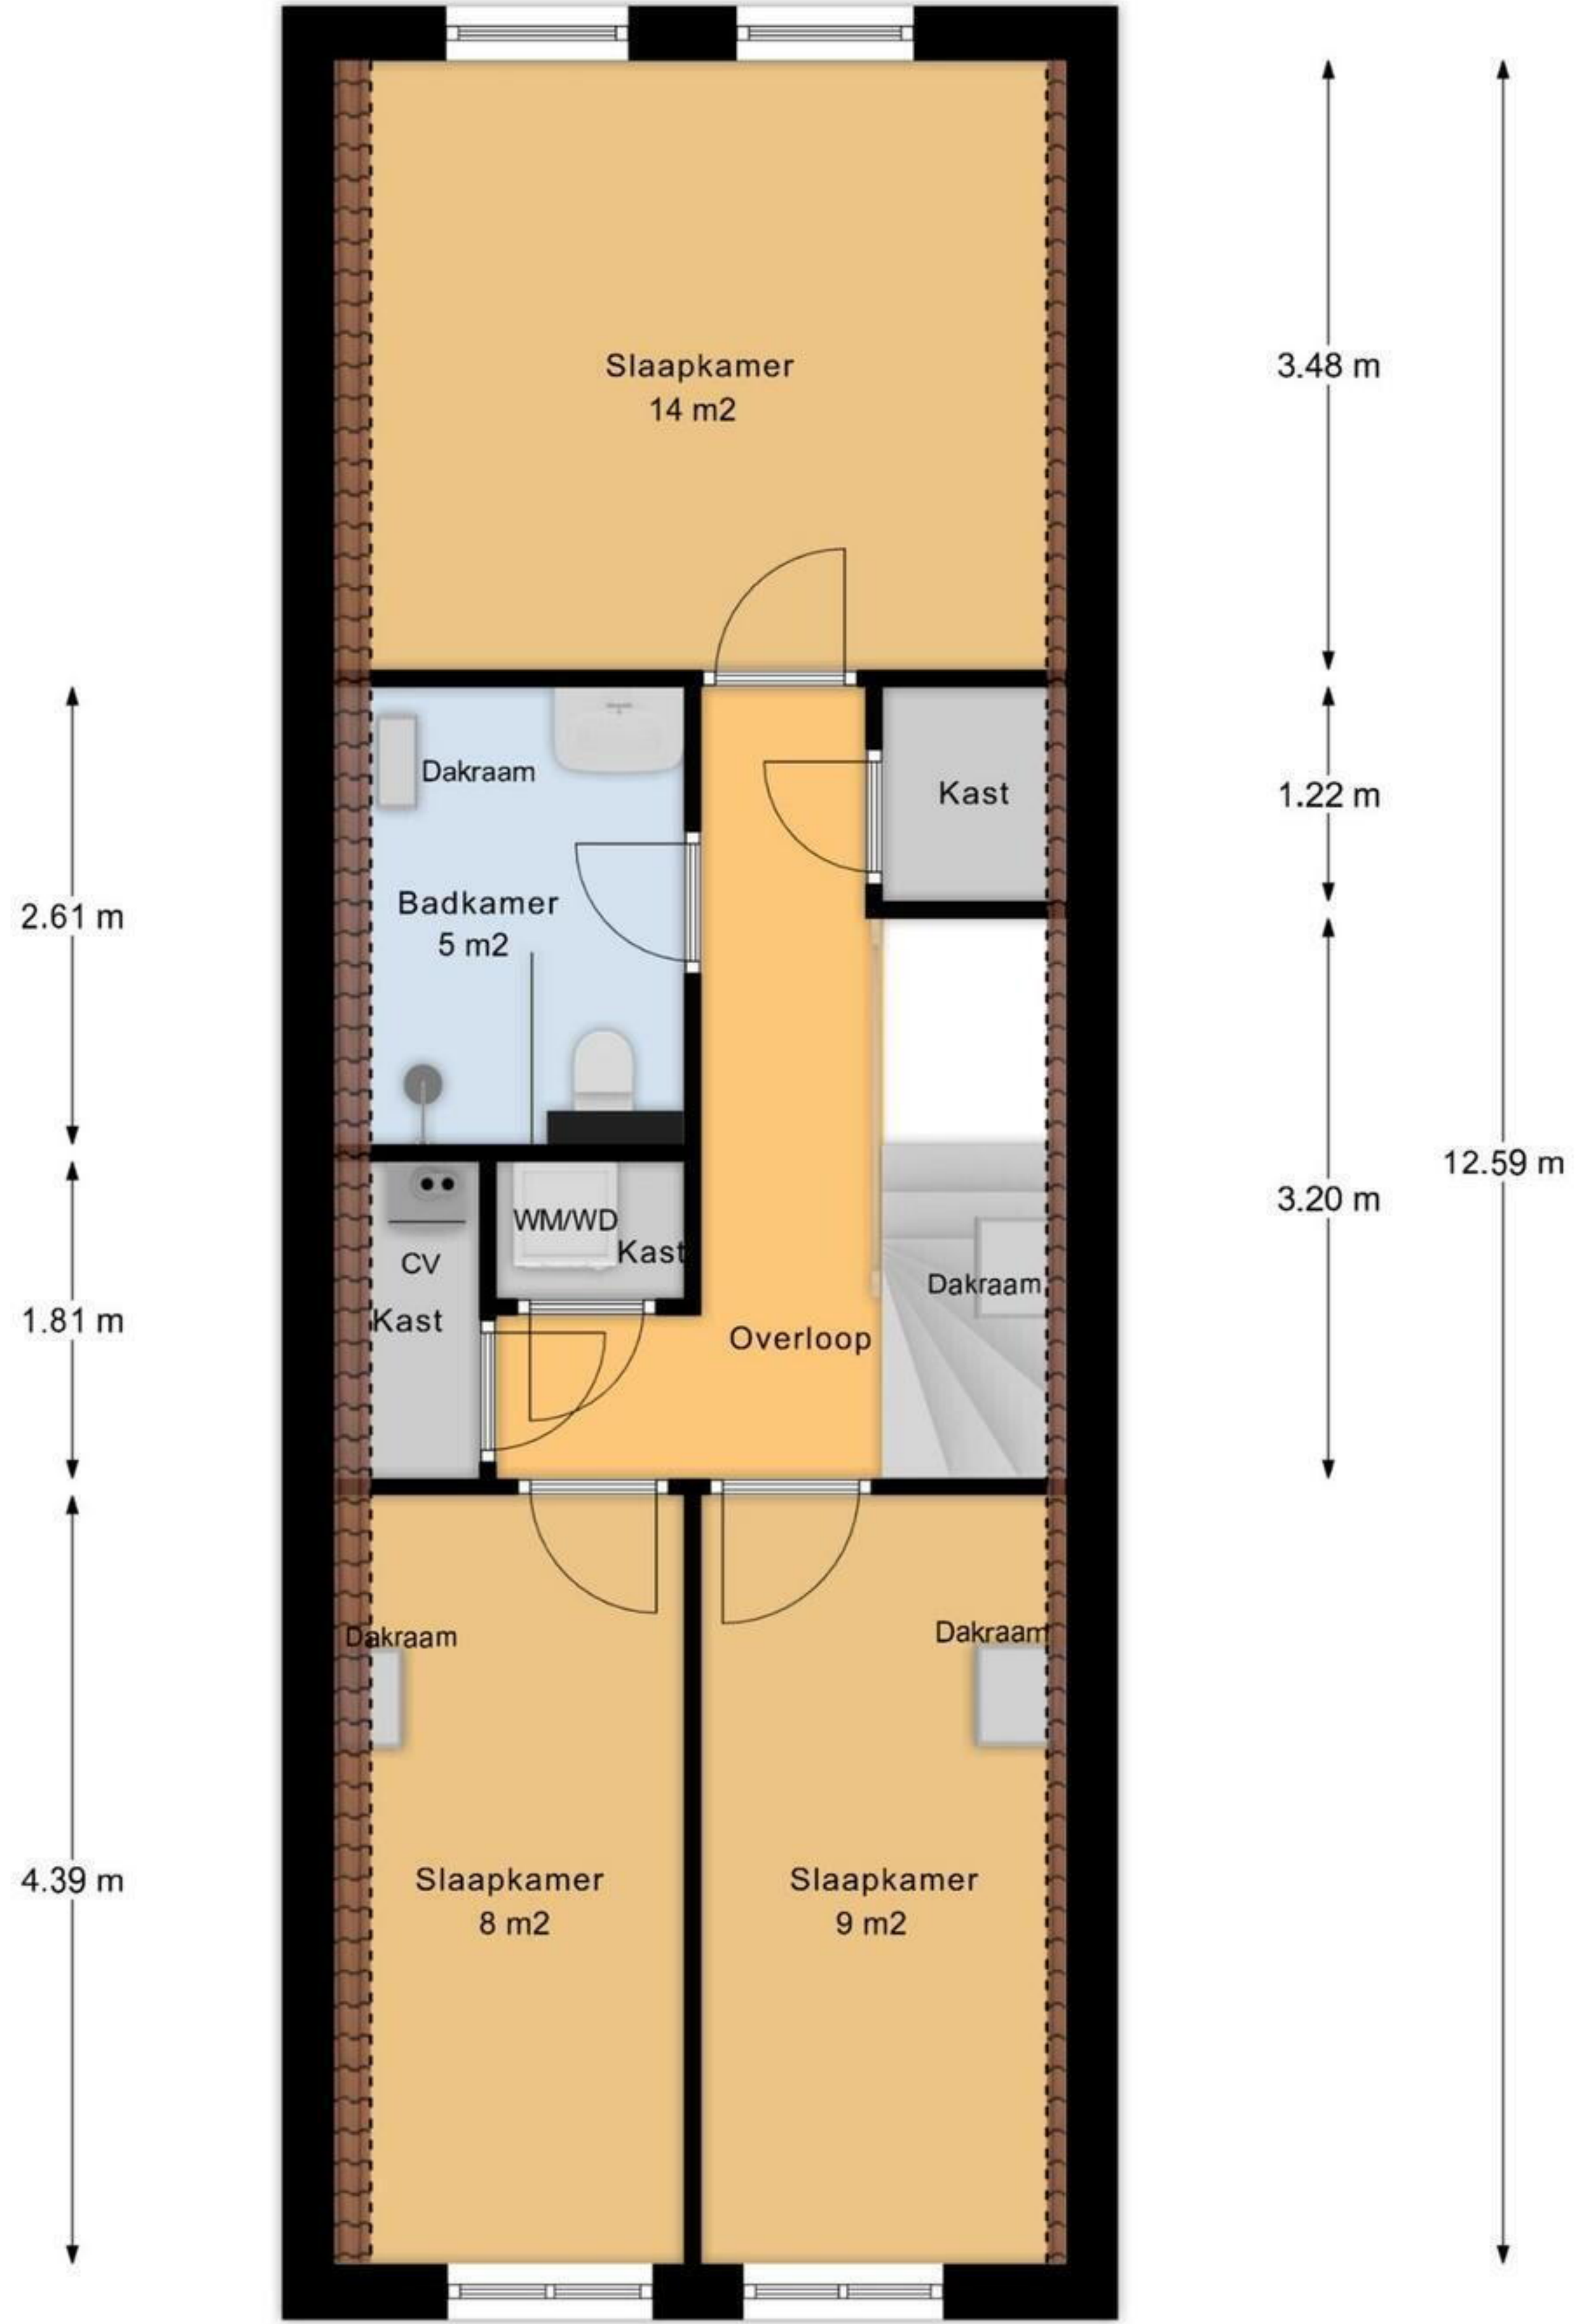 Slaapkamer
14 m2
3.48 m
Dakraam
Kast
1.22 m
Badkamer
5 m2
2.61 m
12.59 m
3.20 m
WM/WD
Kast
CV
Kast
1.81 m
Dakraam
Overloop
Dakraam
Dakraam
4.39 m
Slaapkamer
8 m2
Slaapkamer
9 m2